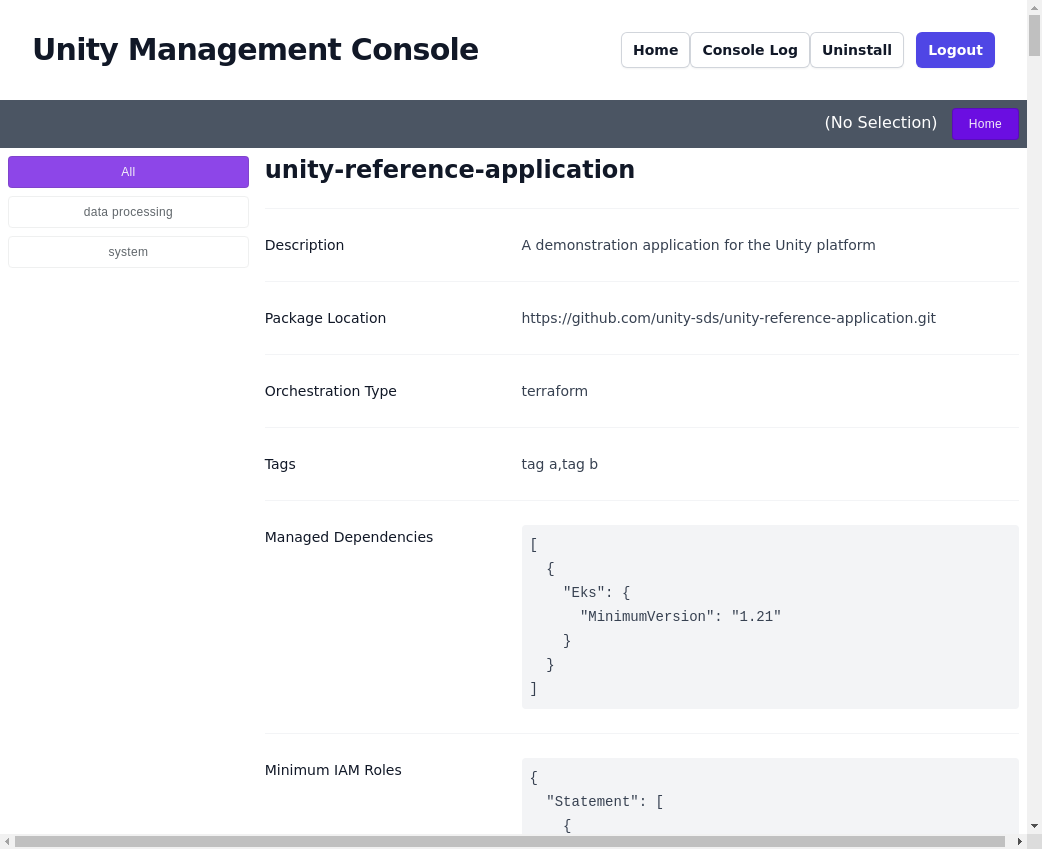 Unity Management Console
Home Console Log Uninstall Logout
(No Selection) Home
All
data processing
system
unity-reference-application
Description A demonstration application for the Unity platform
Package Location https://github.com/unity-sds/unity-reference-application.git
Orchestration Type terraform
Tags tag a,tag b
Managed Dependencies
[
  {
    "Eks": {
      "MinimumVersion": "1.21"
    }
  }
]
Minimum IAM Roles
{
  "Statement": [
    {